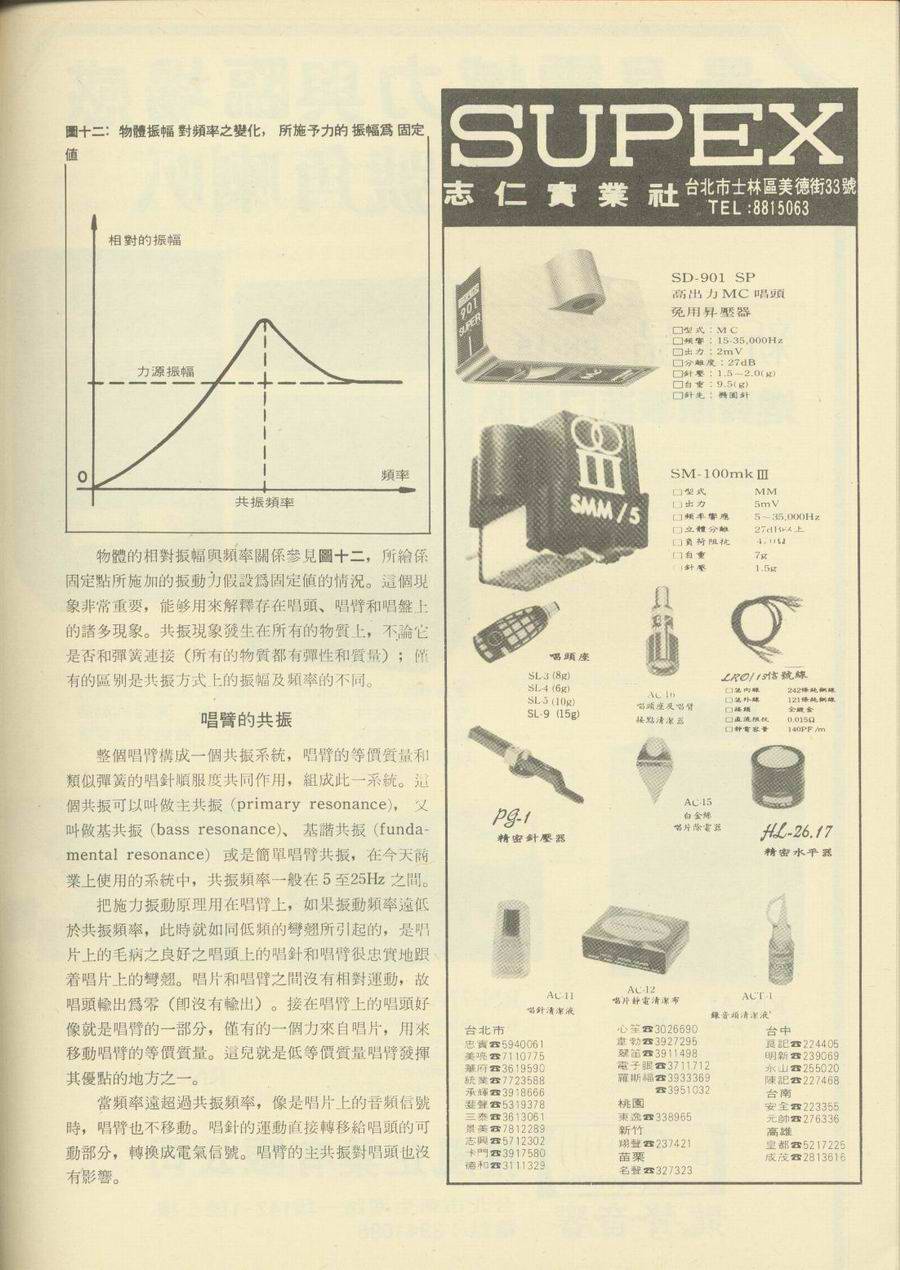 圖十二：物體振幅對頻率之變化，所施予力的振幅爲固定
值
相對的振幅
力源振幅
O
頻率
共振頻率
物體的相對振幅與頻率關係參見圖十二，所繪係
固定點所施加的振動力假設爲固定値的情況。這個現
象非常重要，能够用來解釋存在唱頭、唱臂和唱盤上
的諸多現象。共振現象發生在所有的物質上，不論它
是否和彈簧連接（所有的物質都有彈性和質量）；僅
有的區別是共振方式上的振幅及頻率的不同。
唱臂的共振
整個唱臂構成一個共振系統，唱臂的等價質量和
類似彈簧的唱針順服度共同作用，組成此一系統。這
個共振可以叫做主共振 (primary resonance)， 又
叫做基共振 (bass resonance)、 基諧共振 (funda-
mental resonance) 或是簡單唱臂共振，在今天商
業上使用的系統中，共振頻率一般在 5 至25Hz 之間。
把施力振動原理用在唱臂上，如果振動頻率遠低
於共振頻率，此時就如同低頻的彎翹所引起的，是唱
片上的毛病之良好之唱頭上的唱針和唱臂很忠實地跟
着唱片上的彎翹。唱片和唱臂之間沒有相對運動，故
唱頭輸出爲零（卽沒有輸出）。接在唱臂上的唱頭好
像就是唱臂的一部分，僅有的一個力來自唱片，用來
移動唱臂的等價質量。這兒就是低等價質量唱臂發揮
其優點的地方之一。
當頻率遠超過共振頻率，像是唱片上的音頻信號
時，唱臂也不移動。唱針的運動直接轉移給唱頭的可
動部分，轉換成電氣信號。唱臂的主共振對唱頭也沒
有影響。
SUPEX
志仁實業社
台北市士林區美德街33號
TEL:8815063
901
SUPER
SD-901 SP
高出力MC唱頭
免用昇壓器
□型式：MC
□頻響：15-35,000Hz
□出力：2mV
□分離度：27dB
□針壓：1.5—2.0(g)
□自重：9.5(g)
□針先：橢圓針
III
SMM/5
SM-100mk III
□型式 MM
□出力 5mV
□頻率響應 5—35,000Hz
□立體分離 27dB以上
□負荷阻抗
□自重 7g
□針壓 1.5g
唱頭座
SL-3 (8g)
SL-4 (6g)
SL-5 (10g)
SL-9 (15g)
AC-16
唱頭座及唱臂
接點清潔器
信號線
242條純銅線
121條純銅線
□接頭 全鍍金
□直流阻抗 0.015Ω
□靜電容量 140PF/m
PG-1
精密針壓器
AC-15
白金絲
唱片除電器
HL-26.17
精密水平器
AC-11
唱針清潔液
AC-12
唱片靜電清潔布
ACT-1
錄音頭清潔液
台北市
忠實☎5940061
美亮☎7110775
華府☎3619590
統業☎7723588
承輝☎3918666
斐聲☎5319378
三泰☎3613061
景美☎7812289
志興☎5712302
卡門☎3917580
德和☎3111329
心笙☎3026690
韋勃☎3927295
翠笛☎3911498
電子眼☎3711712
羅斯福☎3933369
☎3951032
桃園
東逸☎338965
新竹
翔聲☎237421
苗栗
名聲☎327323
台中
良記☎224405
明新☎239069
永山☎255020
陳記☎227468
台南
安全☎223355
元帥☎276336
高雄
皇都☎5217225
成茂☎2813616